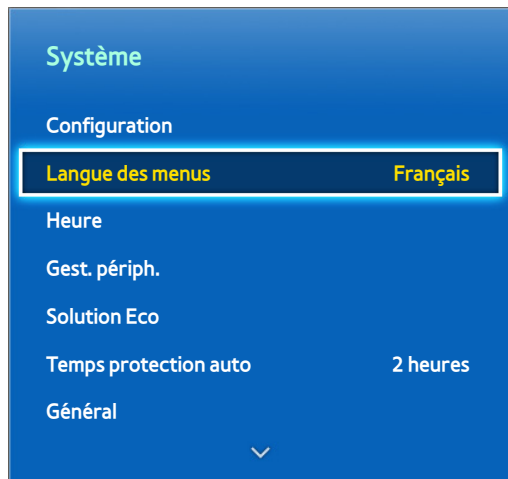 Système
Configuration
Langue des menus Français
Heure
Gest. périph.
Solution Eco
Temps protection auto 2 heures
Général